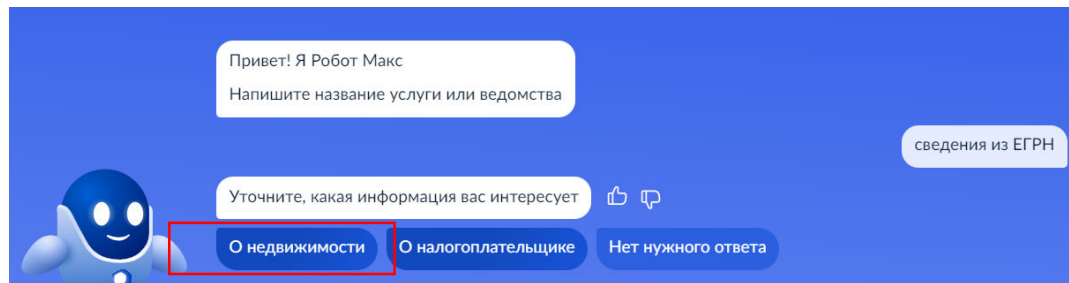 Привет! Я Робот Макс
Напишите название услуги или ведомства
сведения из ЕГРН
Уточните, какая информация вас интересует
О недвижимости
О налогоплательщике
Нет нужного ответа